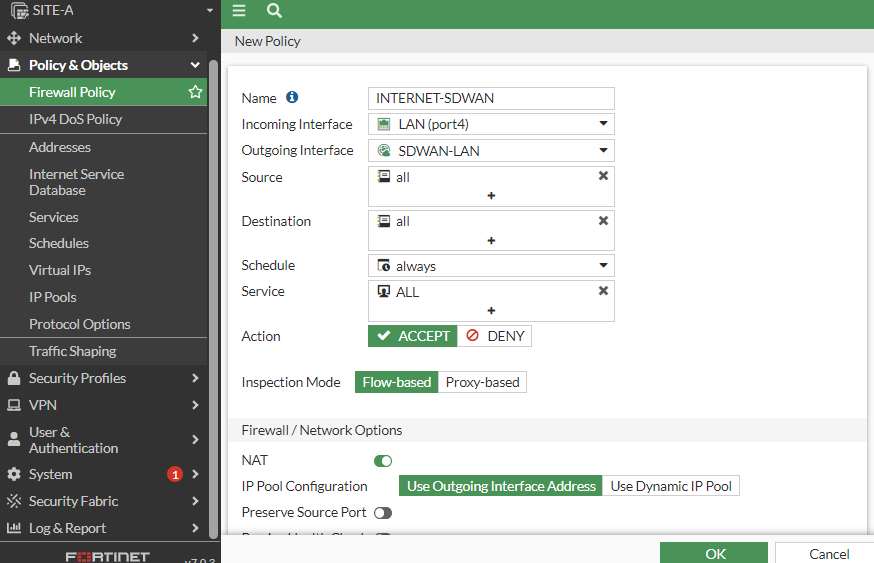 SITE-A
Network
Policy & Objects
Firewall Policy
IPv4 DoS Policy
Addresses
Internet Service
Database
Services
Schedules
Virtual IPs
IP Pools
Protocol Options
Traffic Shaping
Security Profiles
VPN
User &
Authentication
System 1
Security Fabric
Log & Report
FORTINET v7.0.3
New Policy
Name INTERNET-SDWAN
Incoming Interface LAN (port4)
Outgoing Interface SDWAN-LAN
Source all
+
Destination all
+
Schedule always
Service ALL
+
Action ACCEPT DENY
Inspection Mode Flow-based Proxy-based
Firewall / Network Options
NAT
IP Pool Configuration Use Outgoing Interface Address Use Dynamic IP Pool
Preserve Source Port
OK Cancel